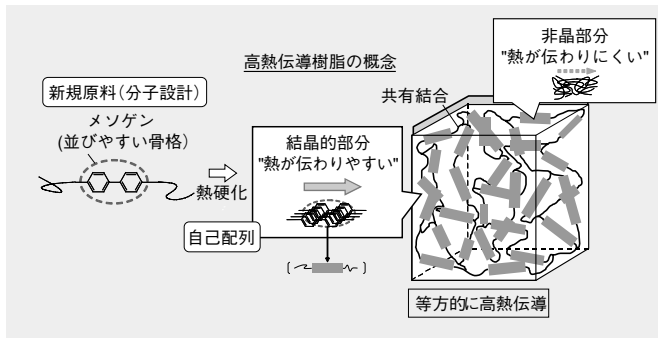 高熱伝導樹脂の概念
新規原料（分子設計）
メソゲン
(並びやすい骨格）
熱硬化
自己配列
結晶的部分
"熱が伝わりやすい"
共有結合
非晶部分
"熱が伝わりにくい"
等方的に高熱伝導